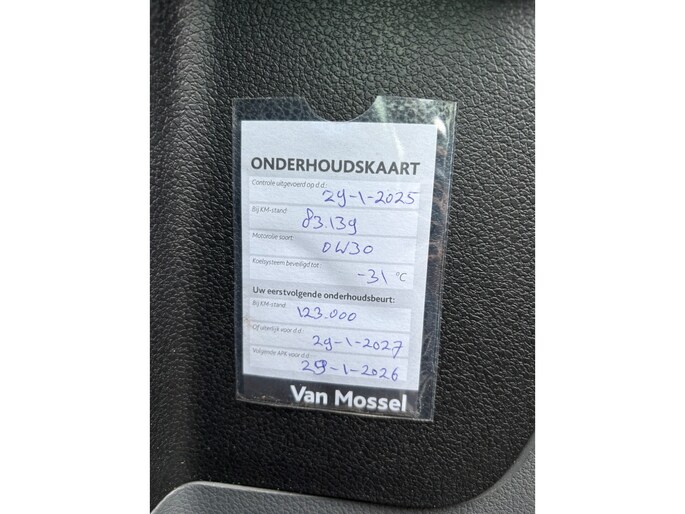 ONDERHOUDSKAART
Controle uitgevoerd op d.d.:
29-1-2025
Bij KM-stand:
83.139
Motorolie soort:
0W30
Koelsysteem beveiligd tot:
-31 °C
Uw eerstvolgende onderhoudsbeurt:
Bij KM-stand:
123.000
Of uiterlijk voor d.d.:
29-1-2027
Volgende APK voor d.d.:
29-1-2026
Van Mossel